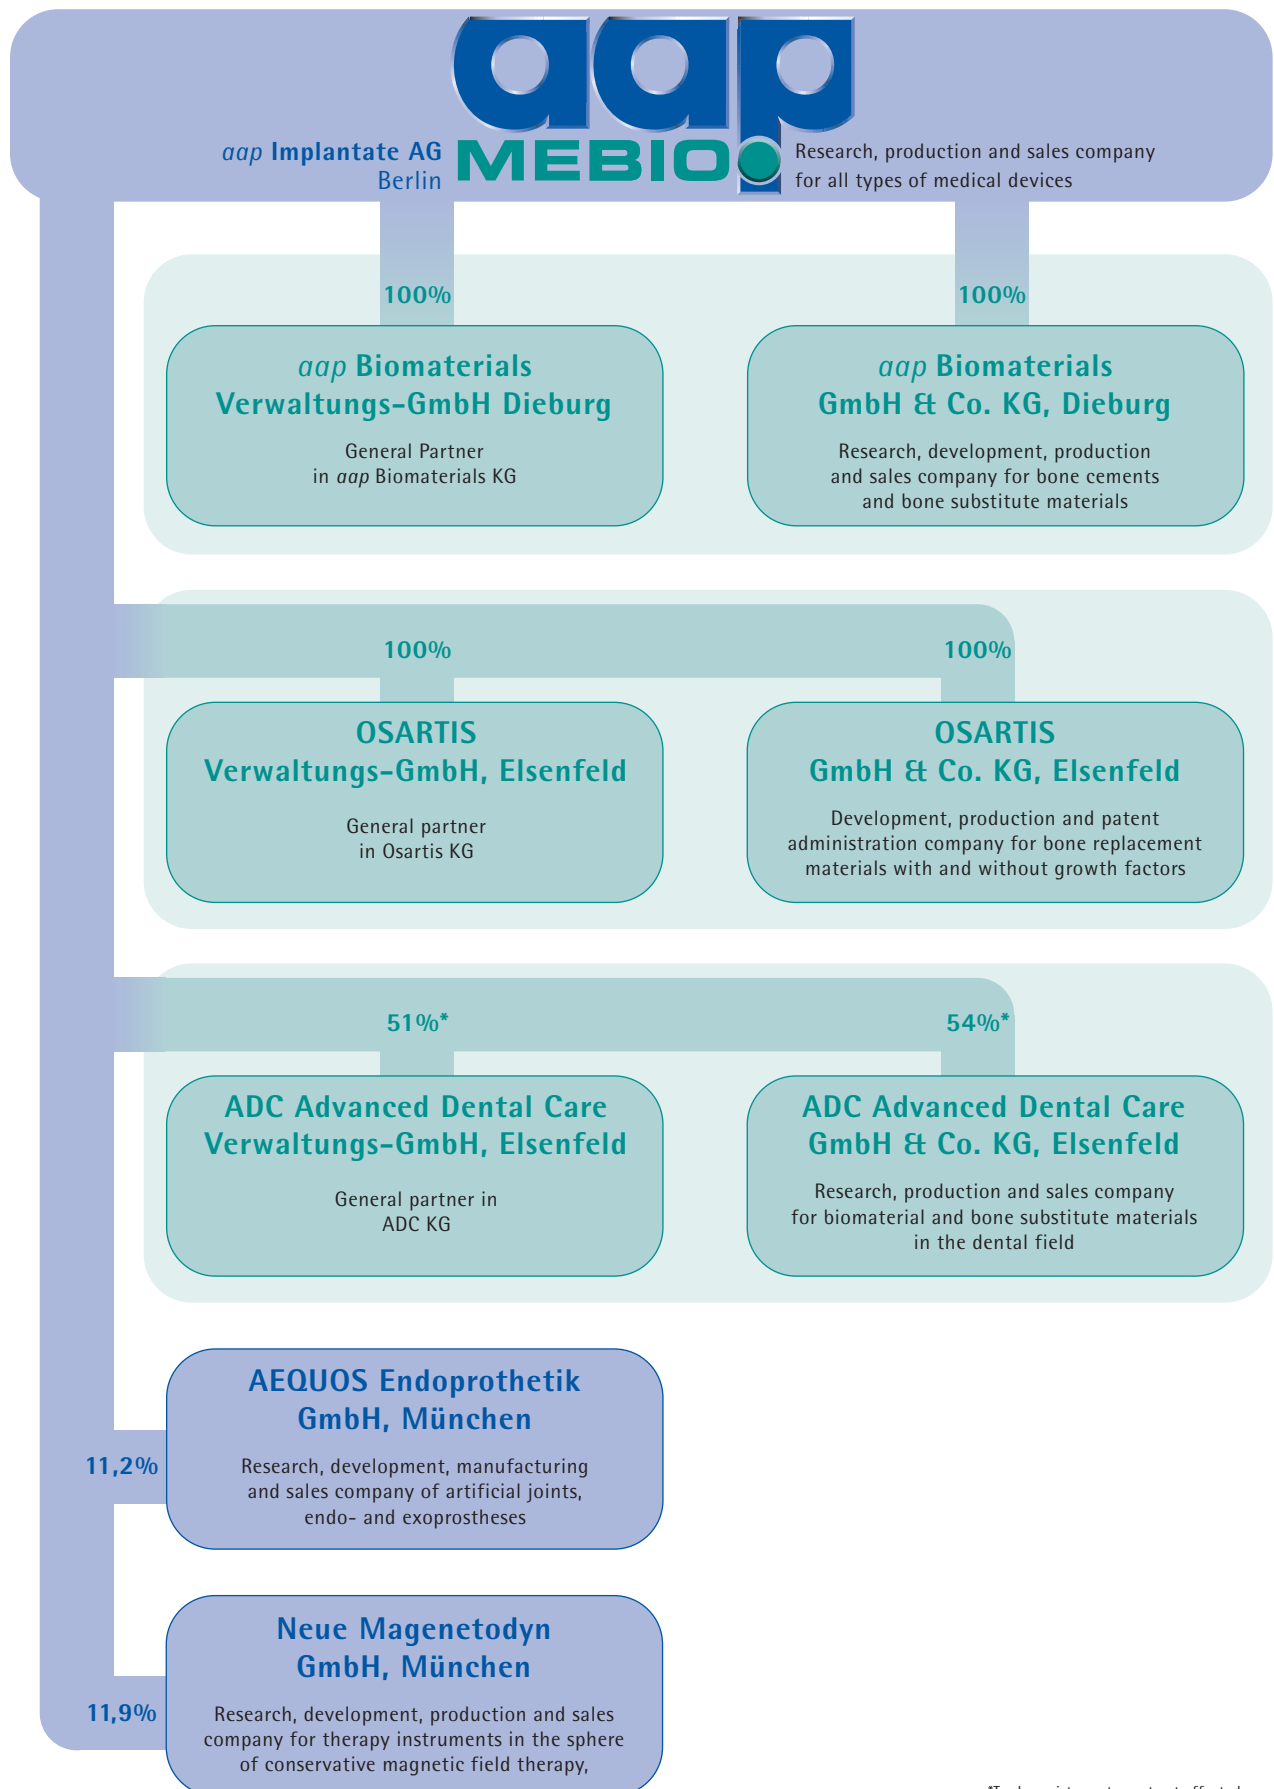 aap
aap Implantate AG
Berlin
MEBIO
Research, production and sales company
for all types of medical devices
100%
100%
aap Biomaterials
Verwaltungs-GmbH Dieburg
General Partner
in aap Biomaterials KG
aap Biomaterials
GmbH & Co. KG, Dieburg
Research, development, production
and sales company for bone cements
and bone substitute materials
100%
100%
OSARTIS
Verwaltungs-GmbH, Elsenfeld
General partner
in Osartis KG
OSARTIS
GmbH & Co. KG, Elsenfeld
Development, production and patent
administration company for bone replacement
materials with and without growth factors
51%*
54%*
ADC Advanced Dental Care
Verwaltungs-GmbH, Elsenfeld
General partner in
ADC KG
ADC Advanced Dental Care
GmbH & Co. KG, Elsenfeld
Research, production and sales company
for biomaterial and bone substitute materials
in the dental field
11,2%
AEQUOS Endoprothetik
GmbH, München
Research, development, manufacturing
and sales company of artificial joints,
endo- and exoprostheses
11,9%
Neue Magenetodyn
GmbH, München
Research, development, production and sales
company for therapy instruments in the sphere
of conservative magnetic field therapy,